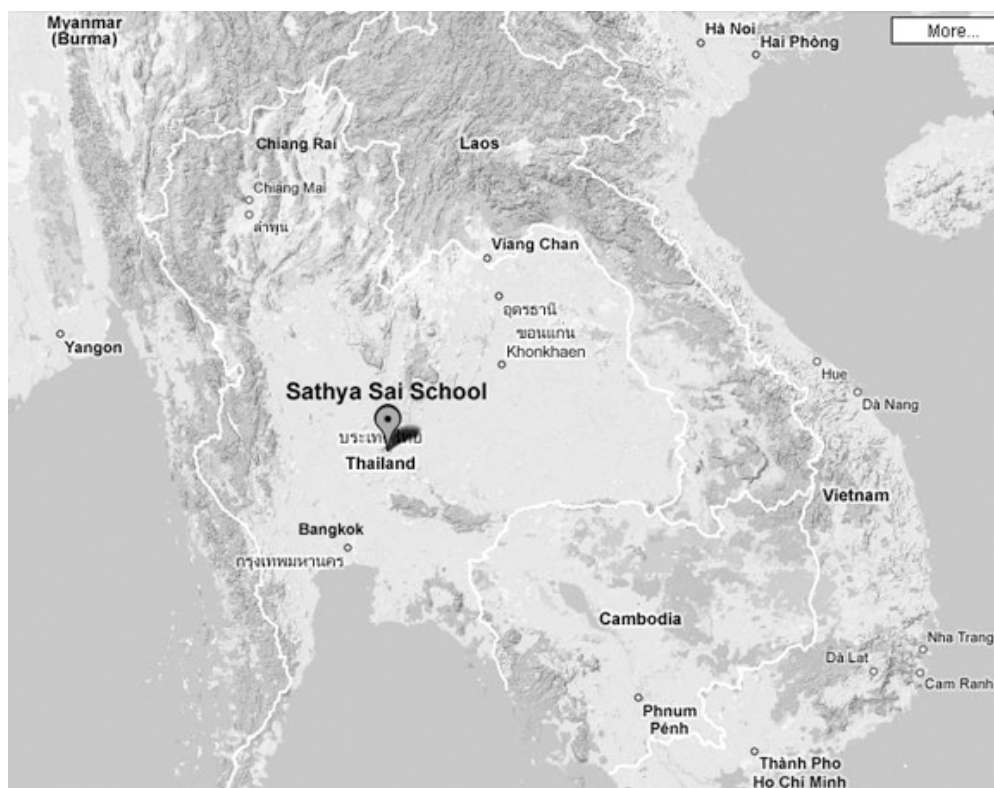 Myanmar
(Burma)
Hà Noi
Hai Phòng
More...
Chiang Rai
Laos
Chiang Mai
ลำพูน
Viang Chan
อุดรธานี
ขอนแก่น
Khonkhaen
Yangon
Hue
Dà Nang
Sathya Sai School
Thailand
Vietnam
Bangkok
กรุงเทพมหานคร
Cambodia
Nha Trang
Dà Lat
Cam Ranh
Phnum
Pénh
Thành Pho
Ho Chi Minh